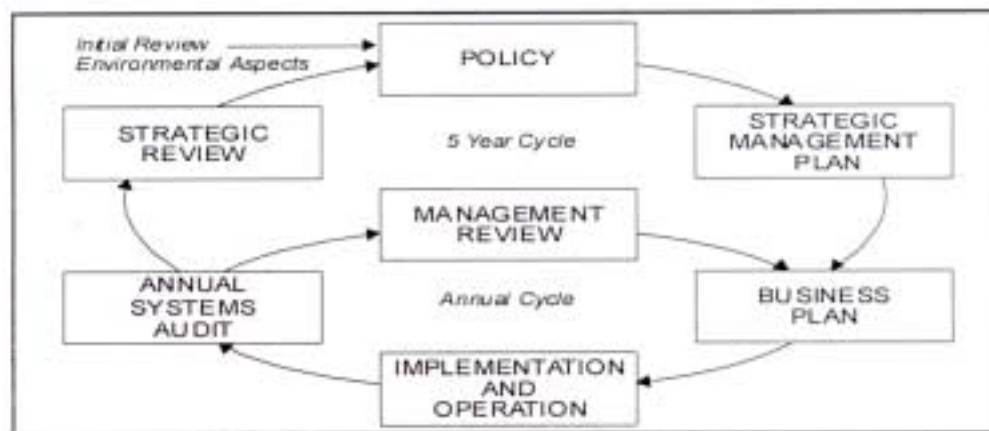 Initial Review
Environmental Aspects
POLICY
STRATEGIC
REVIEW
5 Year Cycle
STRATEGIC
MANAGEMENT
PLAN
MANAGEMENT
REVIEW
ANNUAL
SYSTEMS
AUDIT
Annual Cycle
BUSINESS
PLAN
IMPLEMENTATION
AND
OPERATION